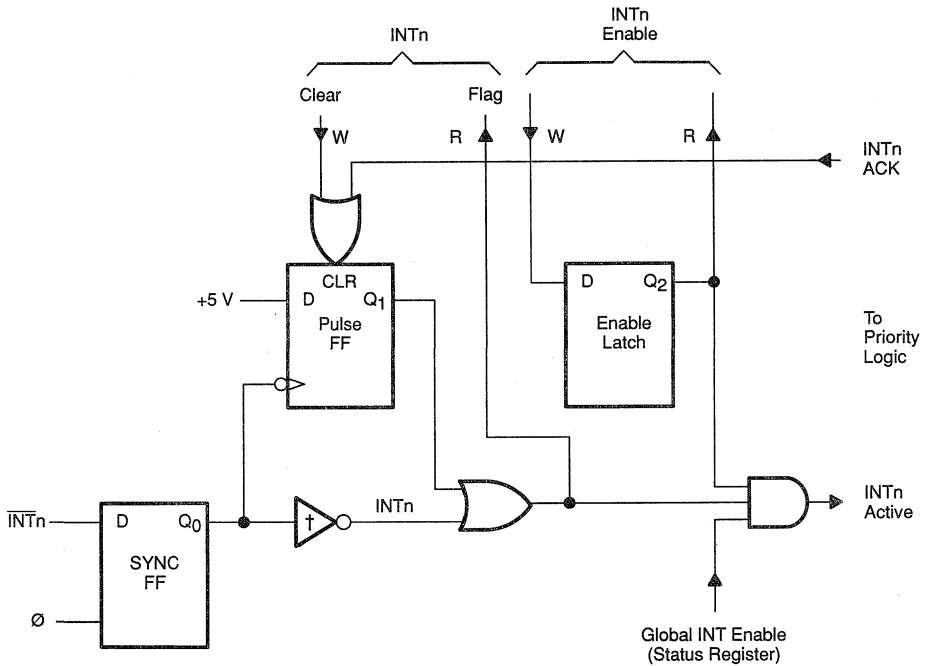 INTn
INTn
Enable
Clear
Flag
W
R
W
R
INTn
ACK
CLR
+5 V
D
Q1
Pulse
FF
D
Q2
Enable
Latch
To
Priority
Logic
INTn
D
Q0
†
INTn
INTn
Active
SYNC
FF
Ø
Global INT Enable
(Status Register)